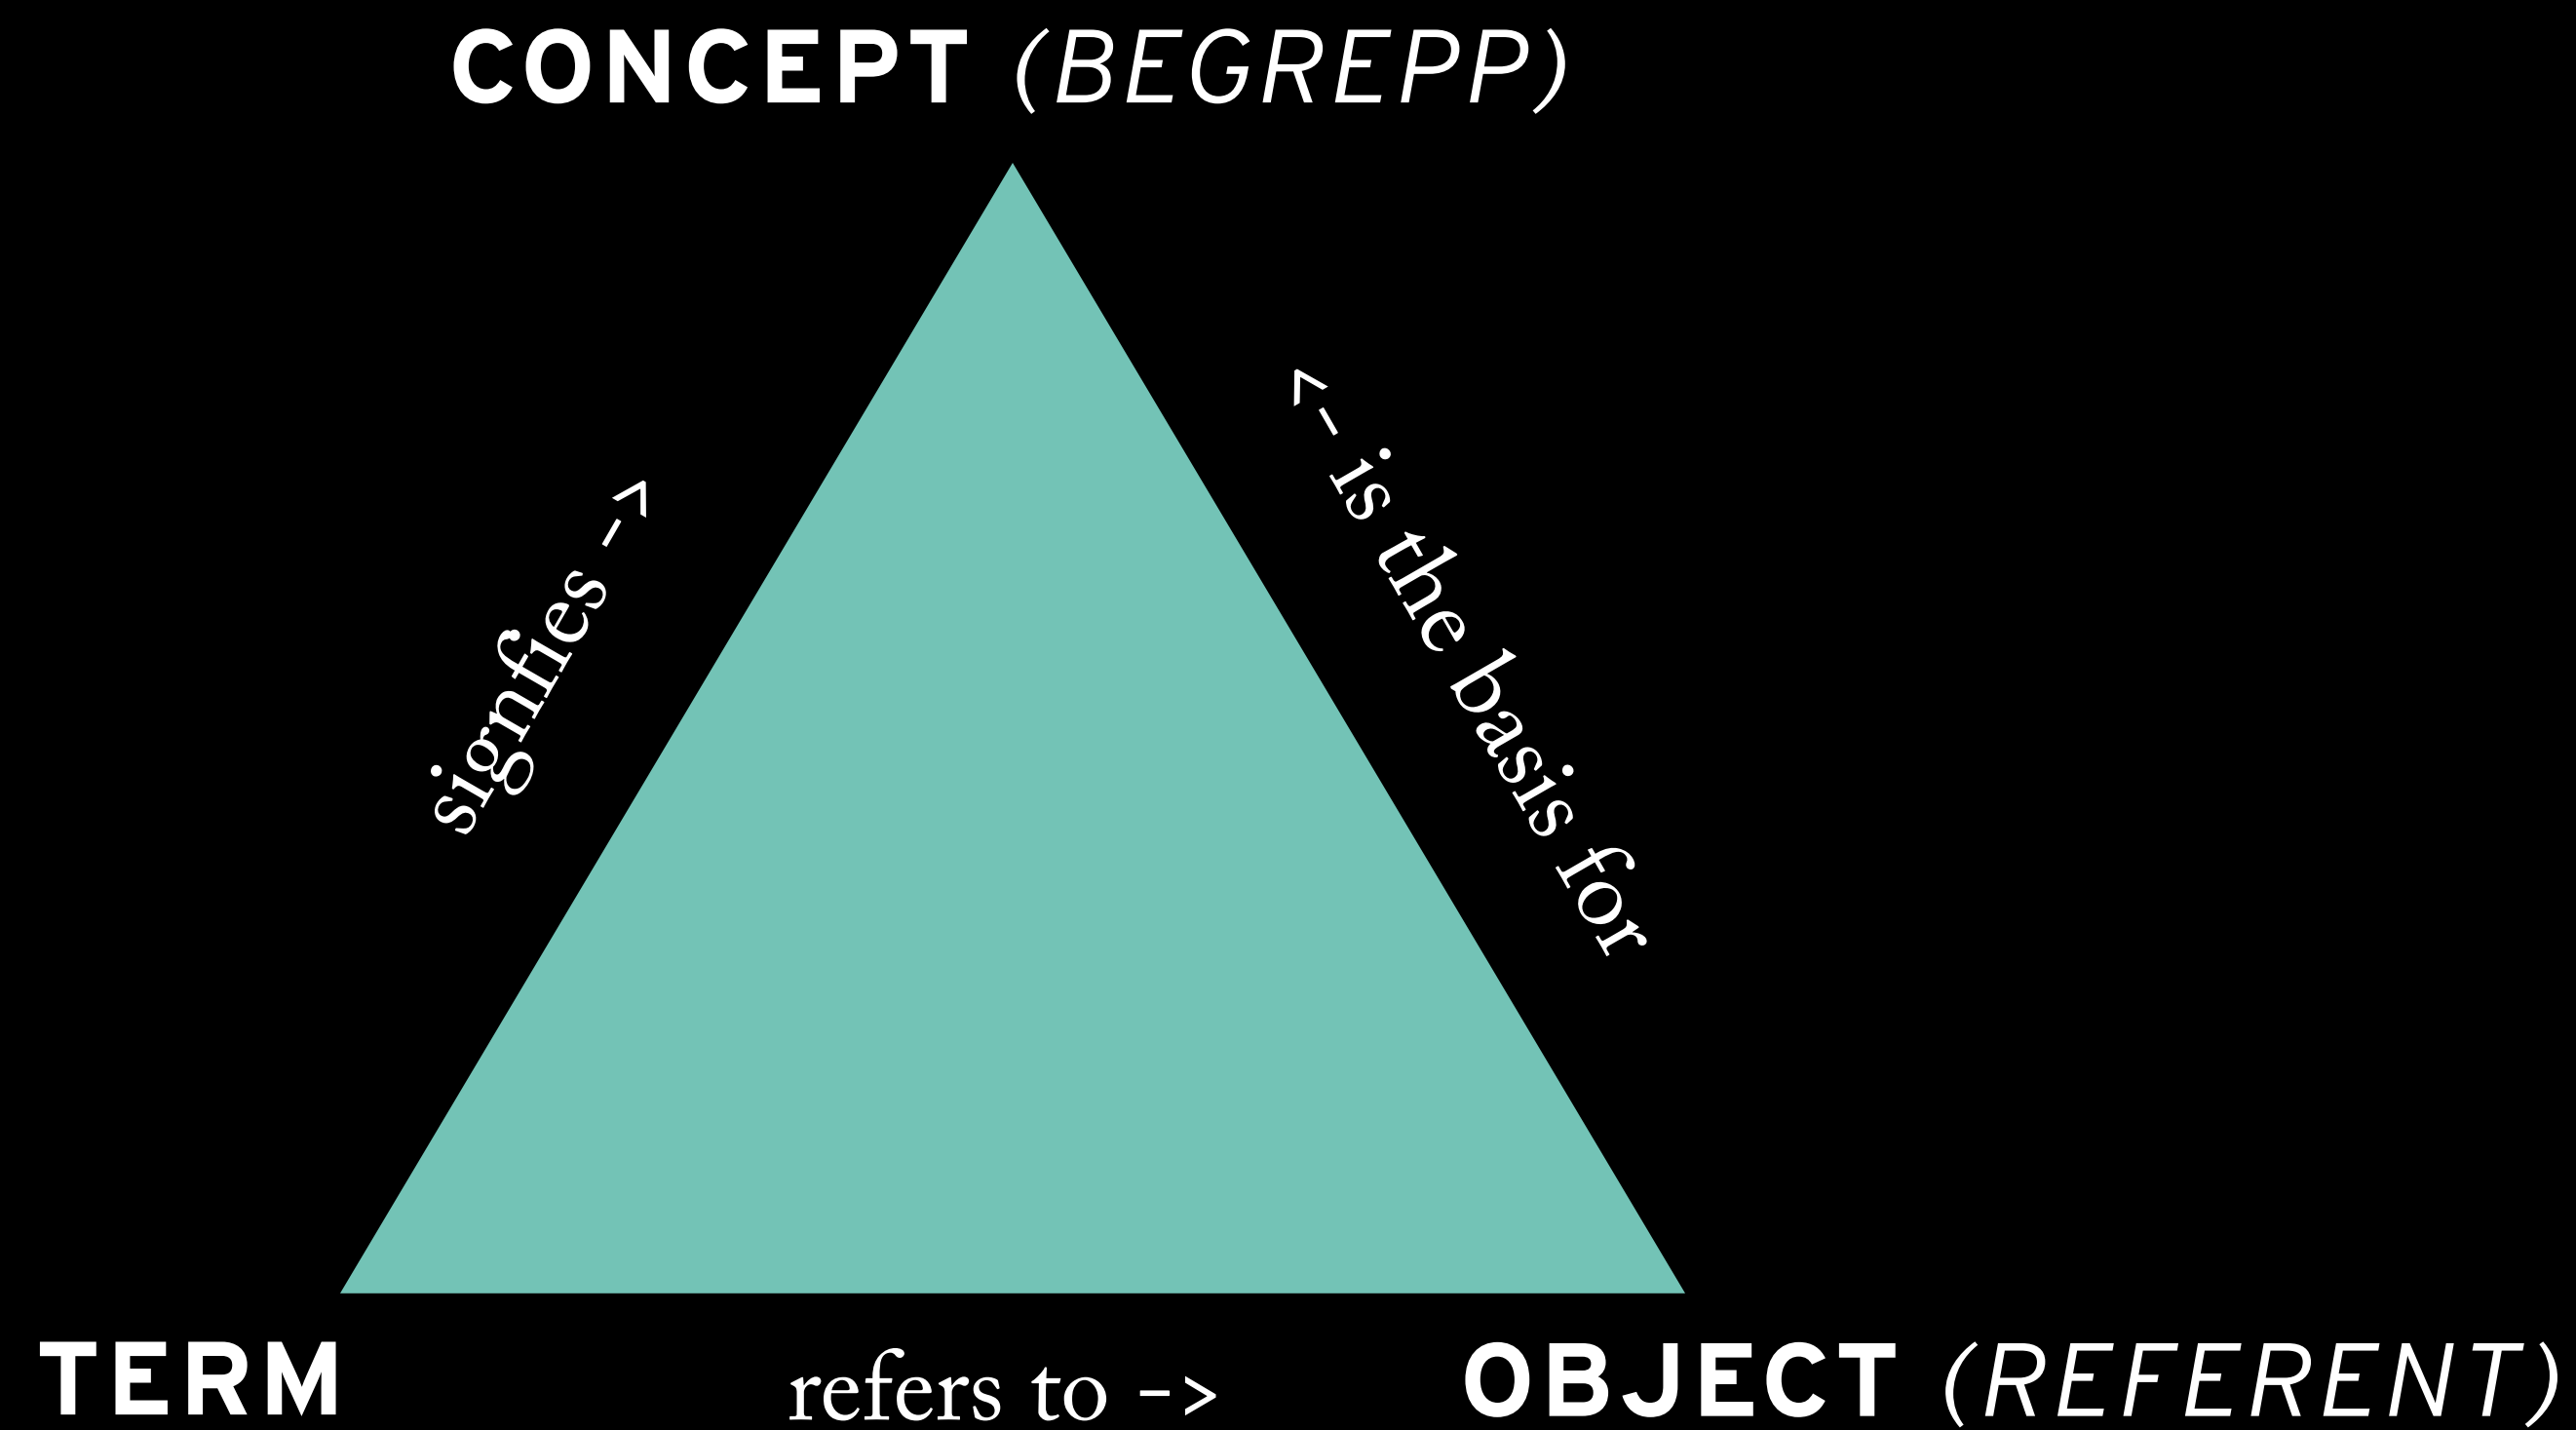 CONCEPT (BEGREPP)
signfies ->
<- is the basis for
TERM
refers to ->
OBJECT (REFERENT)